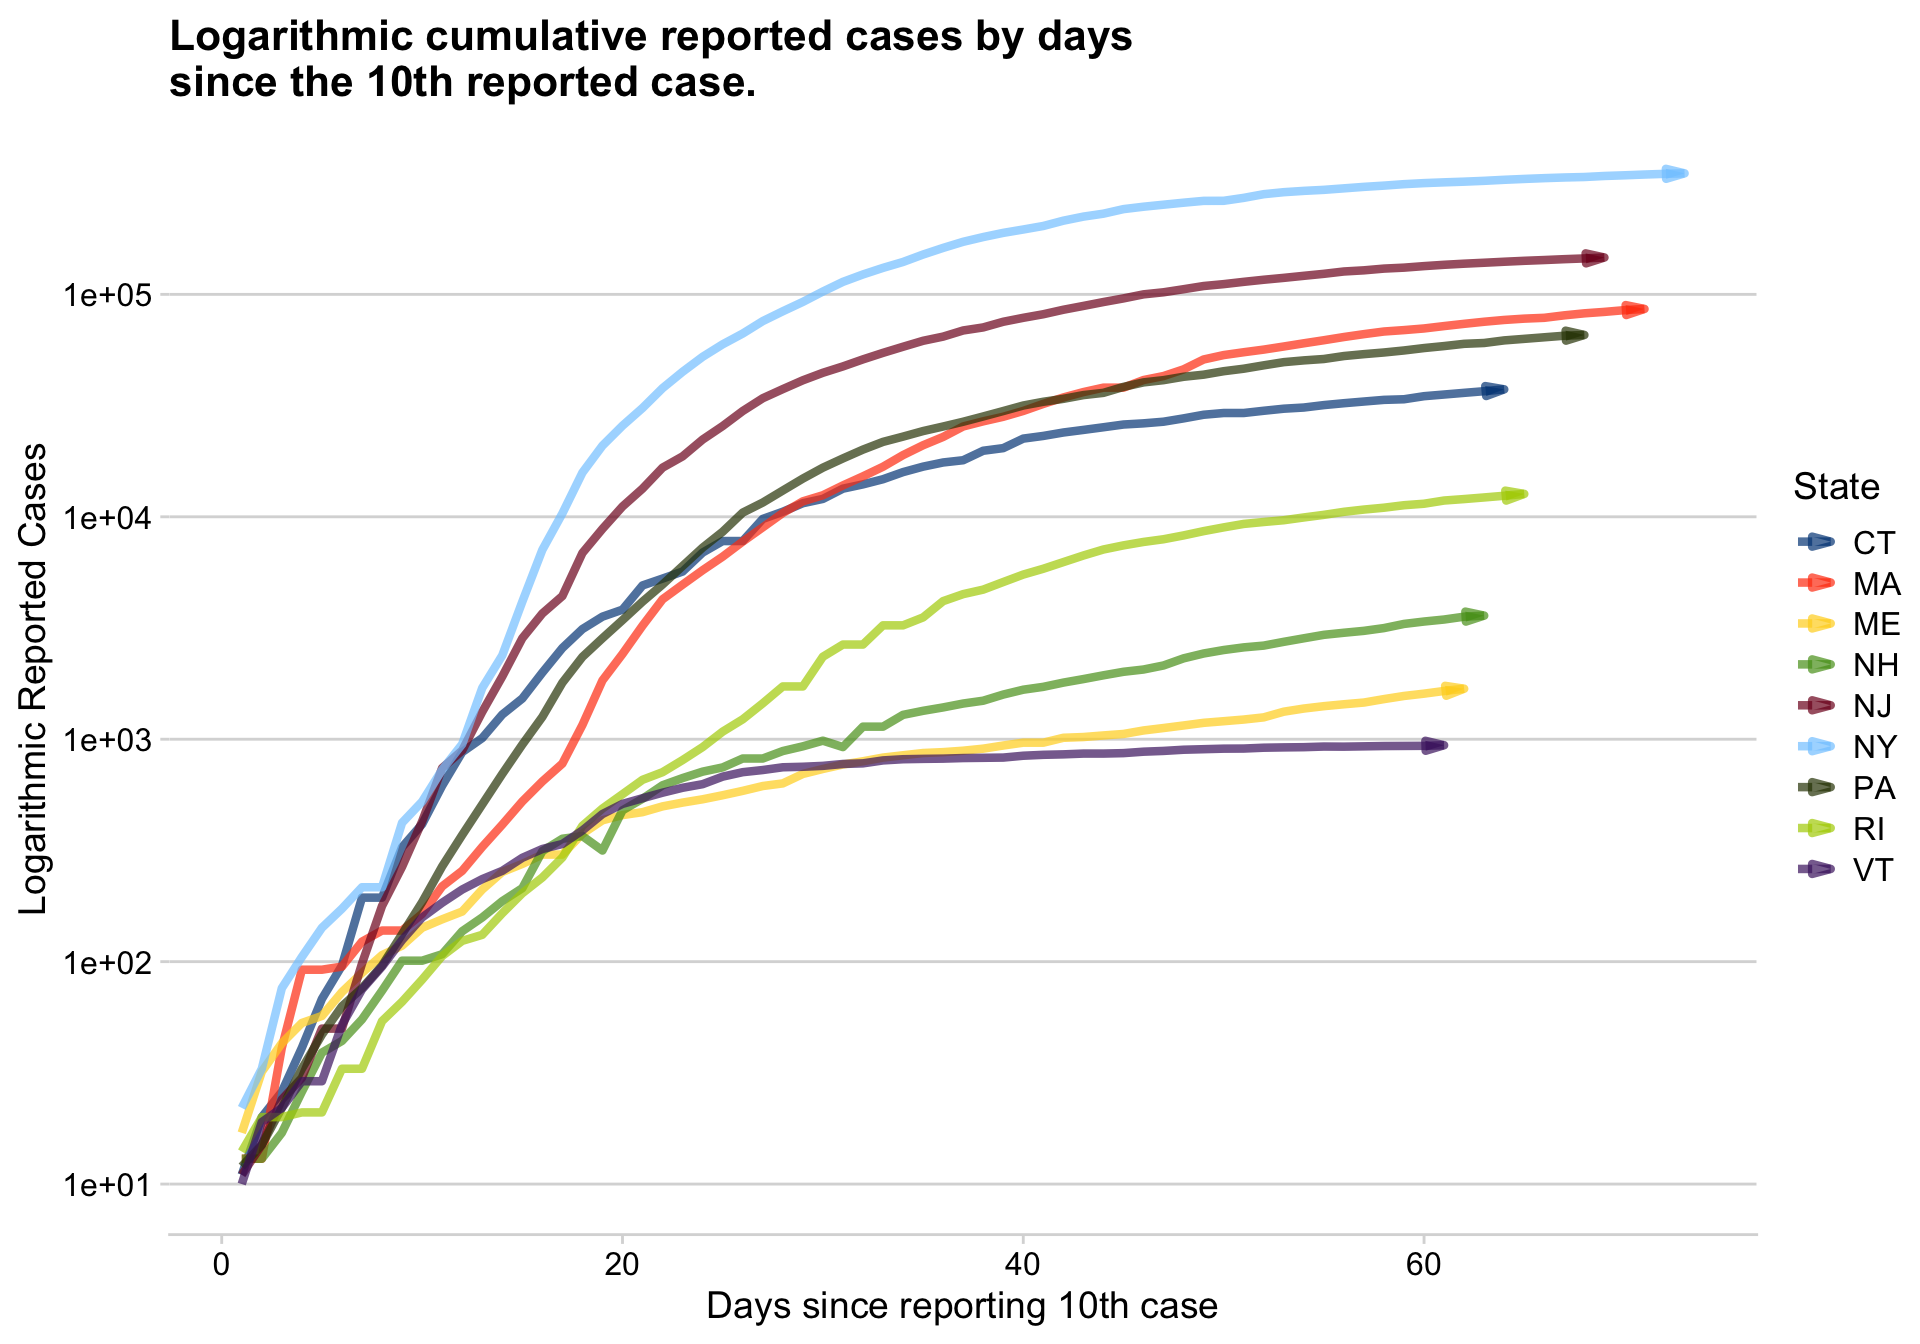 Logarithmic cumulative reported cases by days
since the 10th reported case.
1e+05
1e+04
1e+03
1e+02
1e+01
Logarithmic Reported Cases
0
20
40
60
Days since reporting 10th case
State
CT
MA
ME
NH
NJ
NY
PA
RI
VT